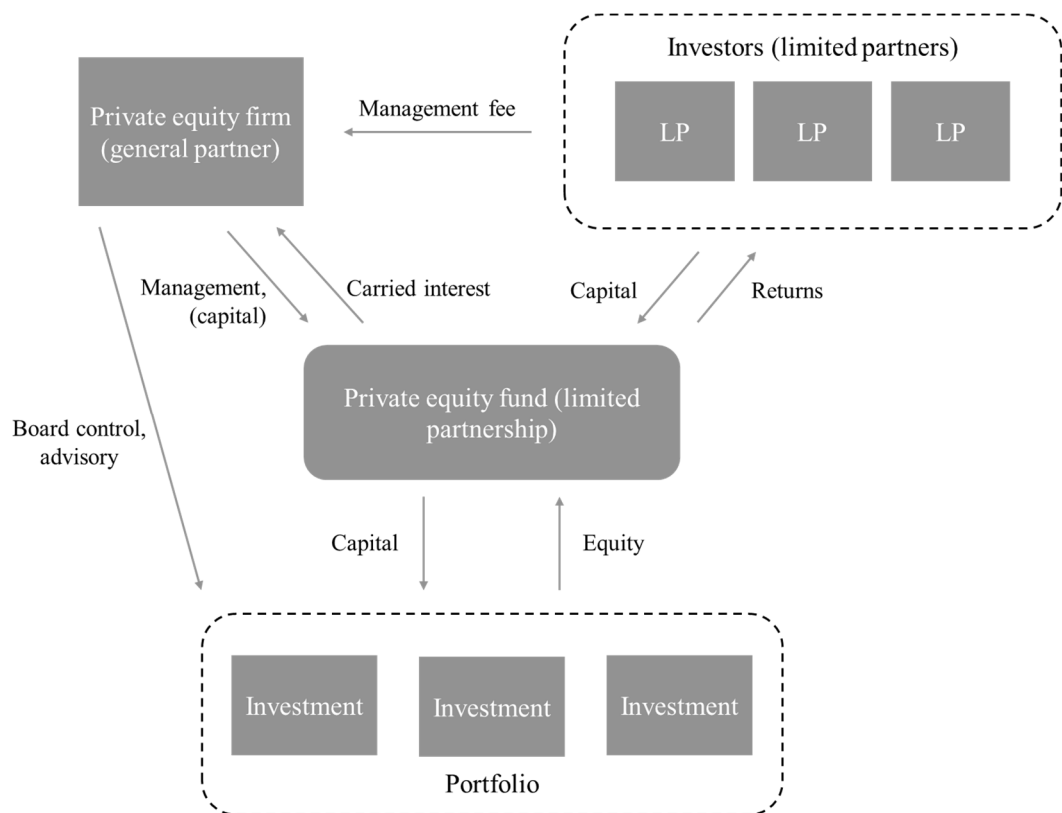 Investors (limited partners)
Private equity firm
(general partner)
Management fee
LP
LP
LP
Management,
(capital)
Carried interest
Capital
Returns
Private equity fund (limited
partnership)
Board control,
advisory
Capital
Equity
Investment
Investment
Investment
Portfolio